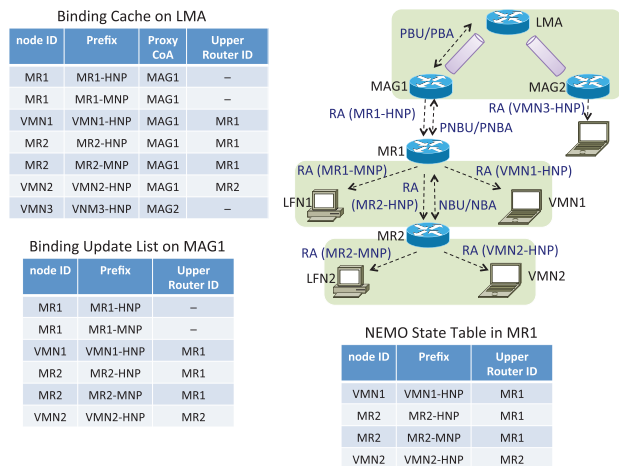 Binding Cache on LMA
node ID Prefix Proxy CoA Upper Router ID
MR1 MR1-HNP MAG1 –
MR1 MR1-MNP MAG1 –
VMN1 VMN1-HNP MAG1 MR1
MR2 MR2-HNP MAG1 MR1
MR2 MR2-MNP MAG1 MR1
VMN2 VMN2-HNP MAG1 MR2
VMN3 VNM3-HNP MAG2 –
Binding Update List on MAG1
node ID Prefix Upper Router ID
MR1 MR1-HNP –
MR1 MR1-MNP –
VMN1 VMN1-HNP MR1
MR2 MR2-HNP MR1
MR2 MR2-MNP MR1
VMN2 VMN2-HNP MR2
LMA
PBU/PBA
MAG1
MAG2
RA (MR1-HNP)
RA (VMN3-HNP)
PNBU/PNBA
MR1
RA (MR1-MNP)
RA (VMN1-HNP)
RA
(MR2-HNP)
LFN1
NBU/NBA
VMN1
MR2
RA (MR2-MNP)
RA (VMN2-HNP)
LFN2
VMN2
NEMO State Table in MR1
node ID Prefix Upper Router ID
VMN1 VMN1-HNP MR1
MR2 MR2-HNP MR1
MR2 MR2-MNP MR1
VMN2 VMN2-HNP MR2